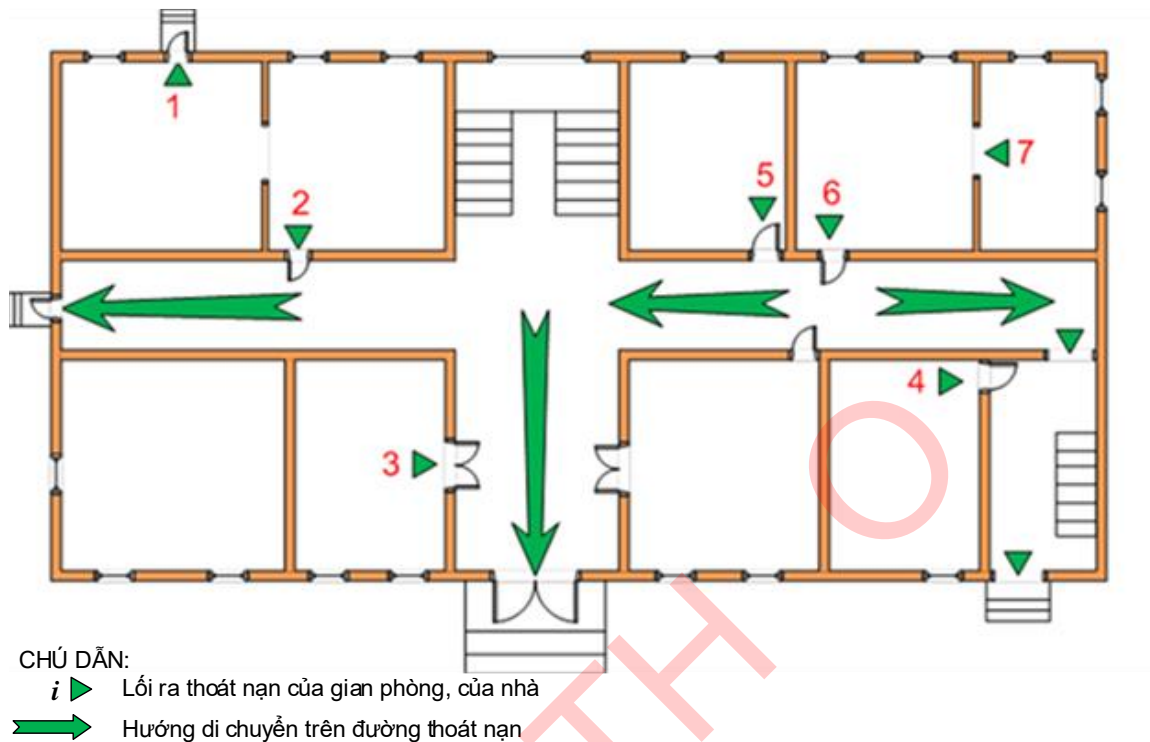 1
7
5
6
2
4
3
CHÚ DẪN:
i Lối ra thoát nạn của gian phòng, của nhà
Hướng di chuyển trên đường thoát nạn
TH O